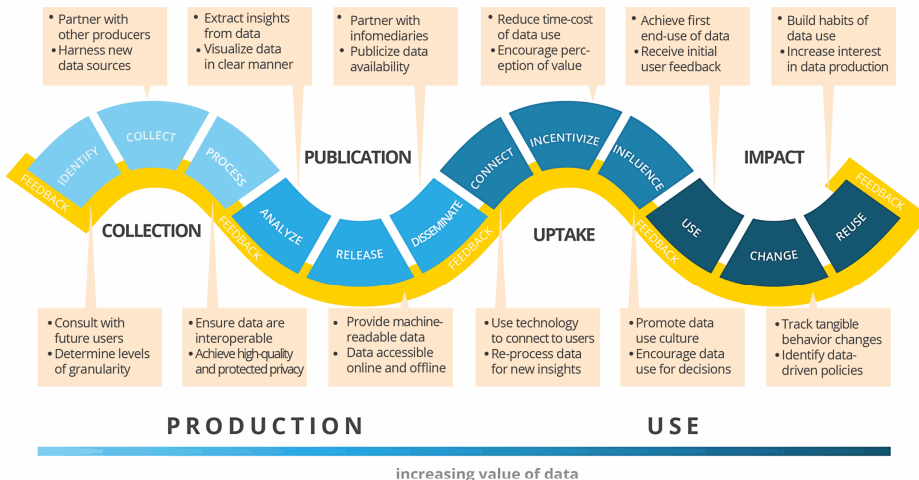 • Partner with
other producers
• Harness new
data sources
• Extract insights
from data
• Visualize data
in clear manner
• Partner with
infomediaries
• Publicize data
availability
• Reduce time-cost
of data use
• Encourage perc-
eption of value
• Achieve first
end-use of data
• Receive initial
user feedback
• Build habits of
data use
• Increase interest
in data production
FEEDBACK
IDENTIFY
COLLECT
PROCESS
COLLECTION
FEEDBACK
ANALYZE
RELEASE
DISSEMINATE
PUBLICATION
FEEDBACK
CONNECT
INCENTIVIZE
INFLUENCE
UPTAKE
FEEDBACK
USE
CHANGE
REUSE
IMPACT
FEEDBACK
• Consult with
future users
• Determine levels
of granularity
• Ensure data are
interoperable
• Achieve high-quality
and protected privacy
• Provide machine-
readable data
• Data accessible
online and offline
• Use technology
to connect to users
• Re-process data
for new insights
• Promote data
use culture
• Encourage data
use for decisions
• Track tangible
behavior changes
• Identify data-
driven policies
PRODUCTION
USE
increasing value of data